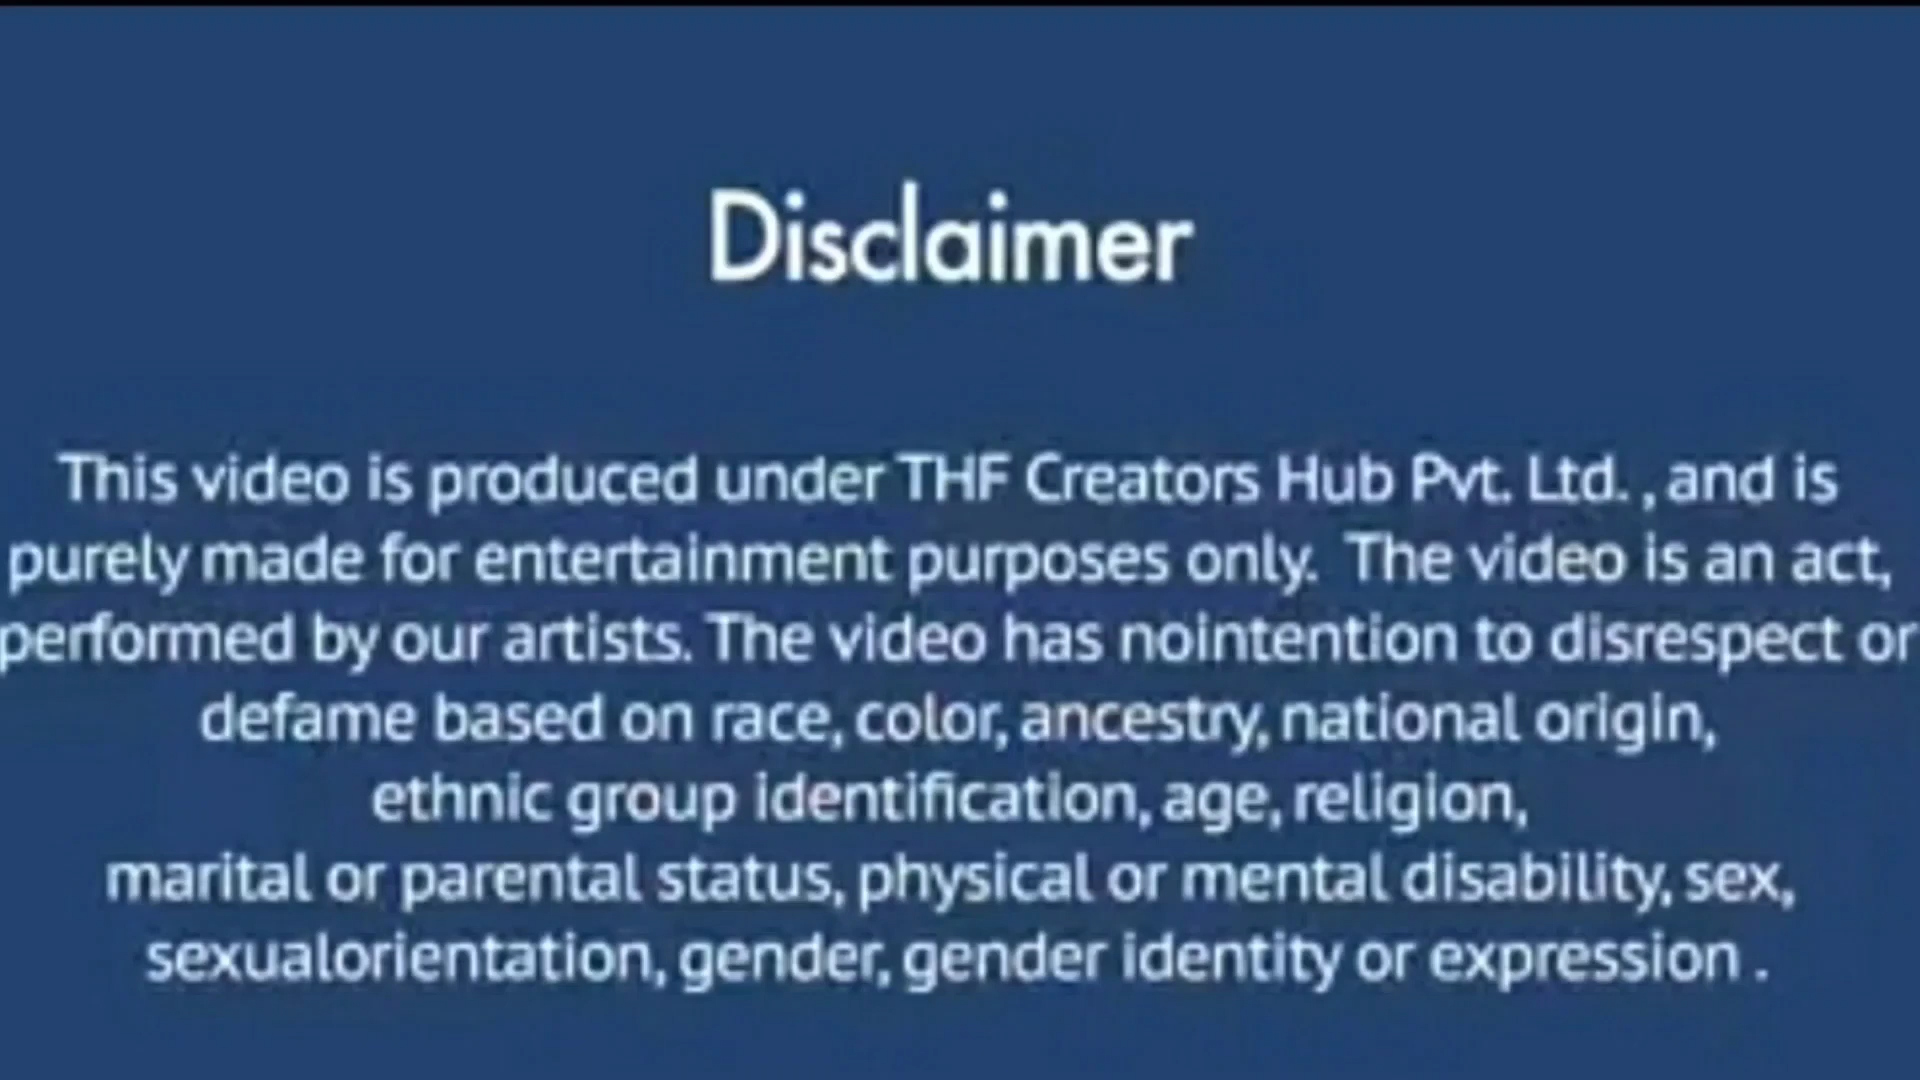 Disclaimer
This video is produced under THF Creators Hub Pvt. Ltd. , and is
purely made for entertainment purposes only. The video is an act,
performed by our artists. The video has nointention to disrespect or
defame based on race, color, ancestry, national origin,
ethnic group identification, age, religion,
marital or parental status, physical or mental disability, sex,
sexualorientation, gender, gender identity or expression .